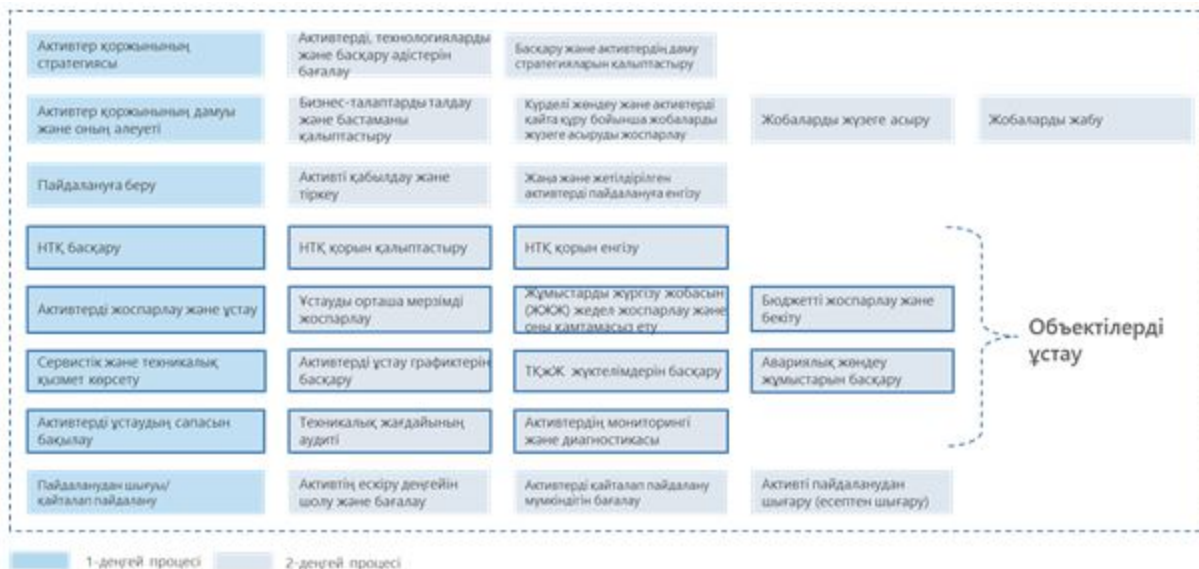 Активтер қоржынының
стратегиясы
Активтерді, технологияларды
және басқару әдістерін
бағалау
Басқару және активтердің даму
стратегияларын қалыптастыру
Активтер қоржынының дамуы
және оның әлеуеті
Бизнес-талаптарды талдау
және бастаманы
қалыптастыру
Күрделі жөндеу және активтерді
қайта құру бойынша жобаларды
жүзеге асыруды жоспарлау
Жобаларды жүзеге асыру
Жобаларды жабу
Пайдалануға беру
Активті қабылдау және
тіркеу
Жаңа және жетілдірілген
активтерді пайдалануға енгізу
НТҚ басқару
НТҚ қорын қалыптастыру
НТҚ қорын енгізу
Активтерді жоспарлау және ұстау
Ұстауды орташа мерзімді
жоспарлау
Жұмыстарды жүргізу жобасын
(ЖЖЖ) жедел жоспарлау және
оны қамтамасыз ету
Бюджетті жоспарлау және
бекіту
Сервистік және техникалық
қызмет көрсету
Активтерді ұстау графиктерін
басқару
ТҚжЖ жүктелімдерін басқару
Авариялық жөндеу
жұмыстарын басқару
Активтерді ұстаудың сапасын
бақылау
Техникалық жағдайының
аудиті
Активтердің мониторингі
және диагностикасы
Объектілерді
ұстау
Пайдаланудан шығуы/
қайталап пайдалану
Активтің ескіру деңгейін
шолу және бағалау
Активтерді қайталап пайдалану
мүмкіндігін бағалау
Активті пайдаланудан
шығару (есептен шығару)
1-деңгей процесі
2-деңгей процесі